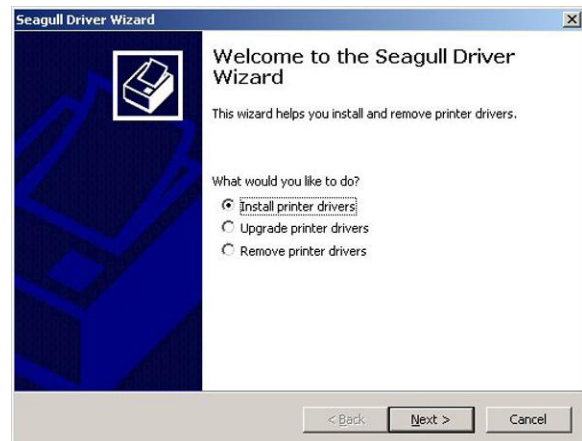 Seagull Driver Wizard
Welcome to the Seagull Driver
Wizard
This wizard helps you install and remove printer drivers.
What would you like to do?
Install printer drivers
Upgrade printer drivers
Remove printer drivers
< Back
Next >
Cancel